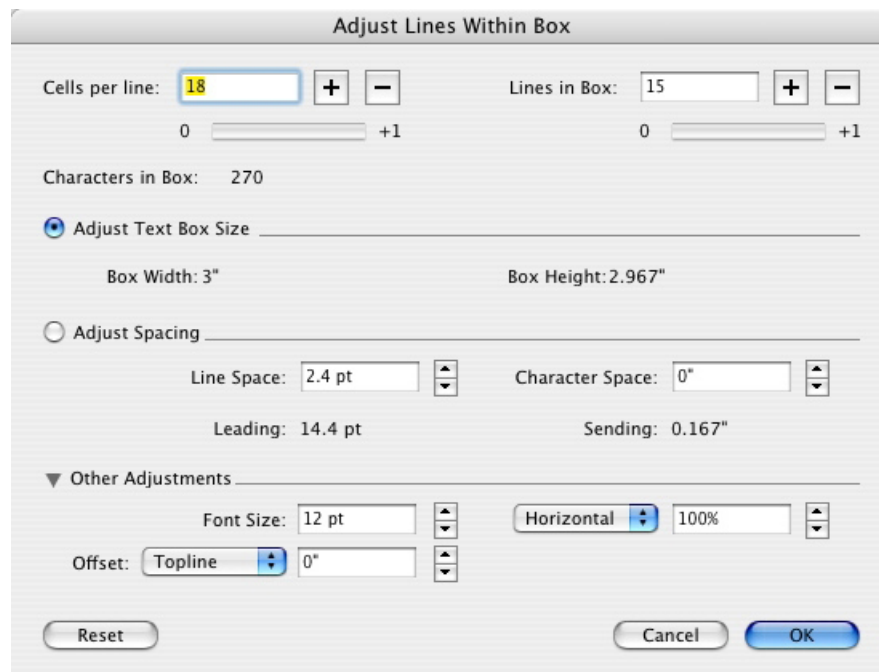 Adjust Lines Within Box
Cells per line: 18 + − Lines in Box: 15 + −
0 +1 0 +1
Characters in Box: 270
Adjust Text Box Size
Box Width: 3" Box Height: 2.967"
Adjust Spacing
Line Space: 2.4 pt Character Space: 0"
Leading: 14.4 pt Sending: 0.167"
Other Adjustments
Font Size: 12 pt Horizontal 100%
Offset: Topline 0"
Reset Cancel OK